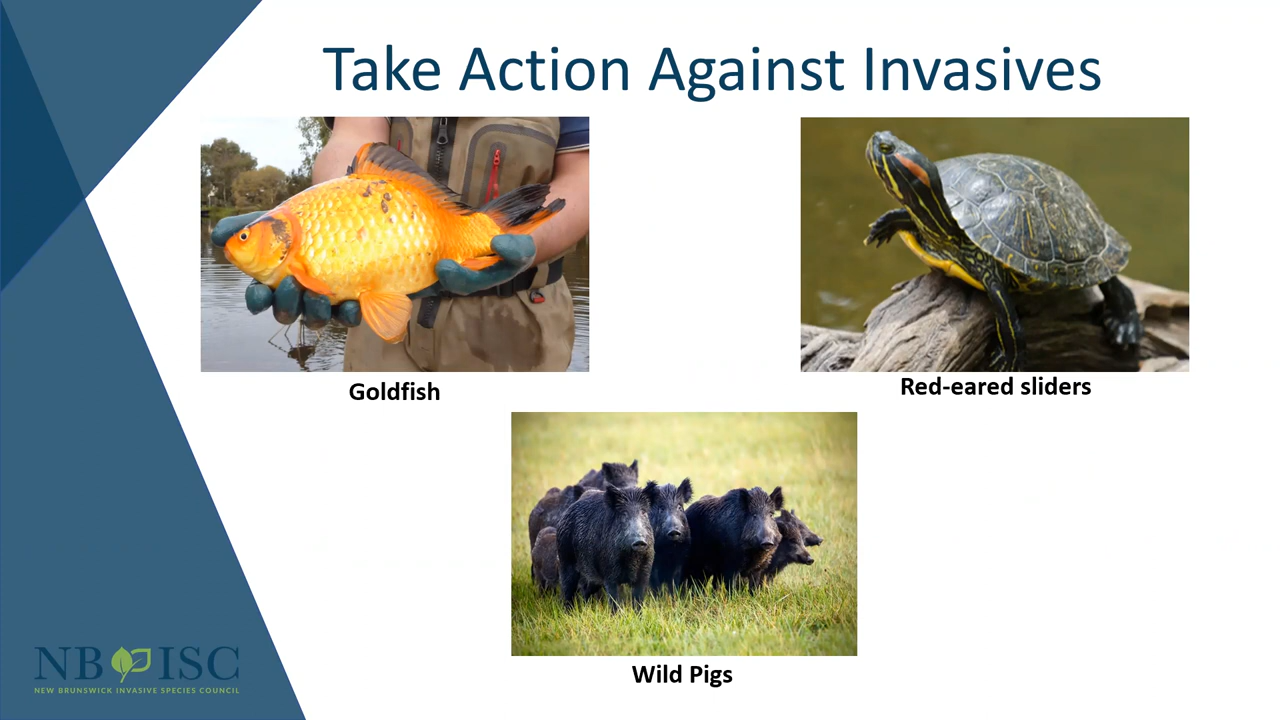 Take Action Against Invasives
Goldfish
Red-eared sliders
Wild Pigs
NB ISC
NEW BRUNSWICK INVASIVE SPECIES COUNCIL